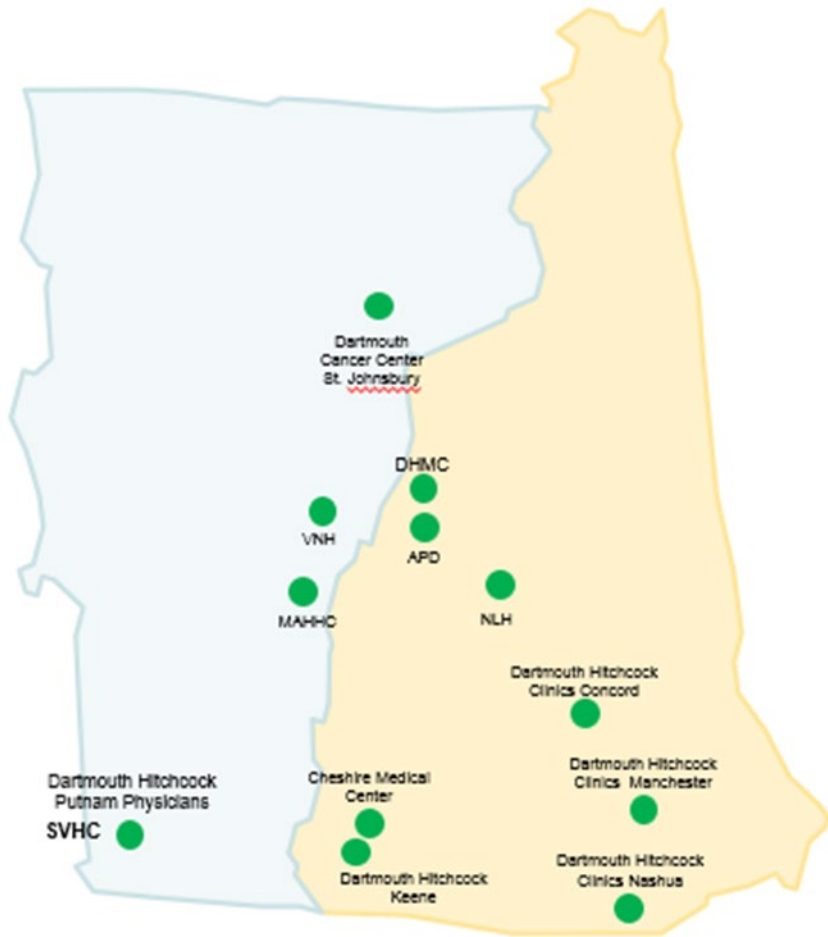 Dartmouth
Cancer Center
St. Johnsbury
DHMC
VNH
APD
MAHHC
NLH
Dartmouth Hitchcock
Clinics Concord
Dartmouth Hitchcock
Clinics Manchester
Dartmouth Hitchcock
Putnam Physicians
SVHC
Cheshire Medical
Center
Dartmouth Hitchcock
Keene
Dartmouth Hitchcock
Clinics Nashua